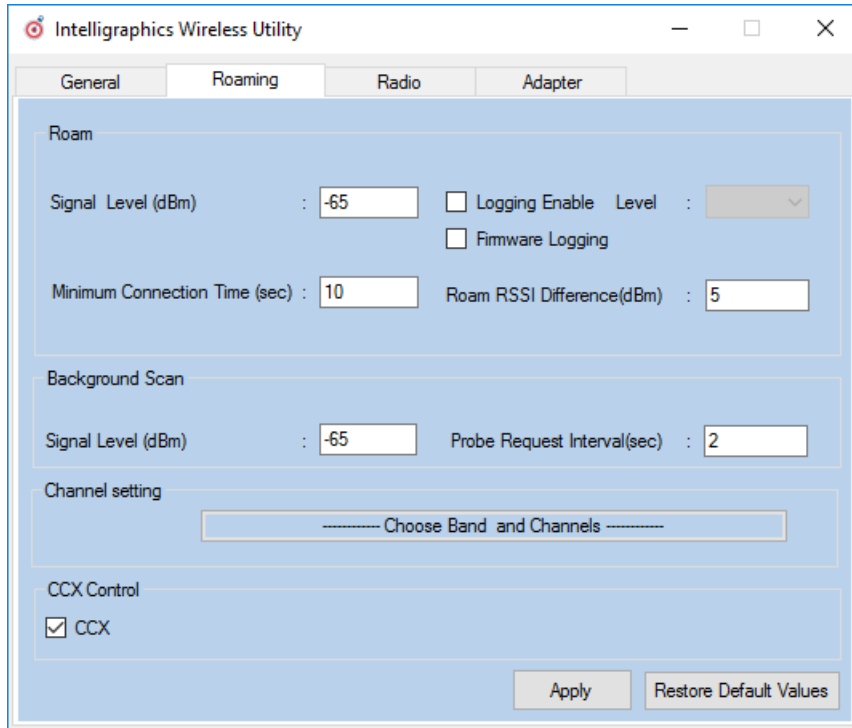 Intelligraphics Wireless Utility
General Roaming Radio Adapter
Roam
Signal Level (dBm) : -65 Logging Enable Level :
Firmware Logging
Minimum Connection Time (sec) : 10 Roam RSSI Difference(dBm) : 5
Background Scan
Signal Level (dBm) : -65 Probe Request Interval(sec) : 2
Channel setting
------------ Choose Band and Channels ------------
CCX Control
CCX
Apply Restore Default Values